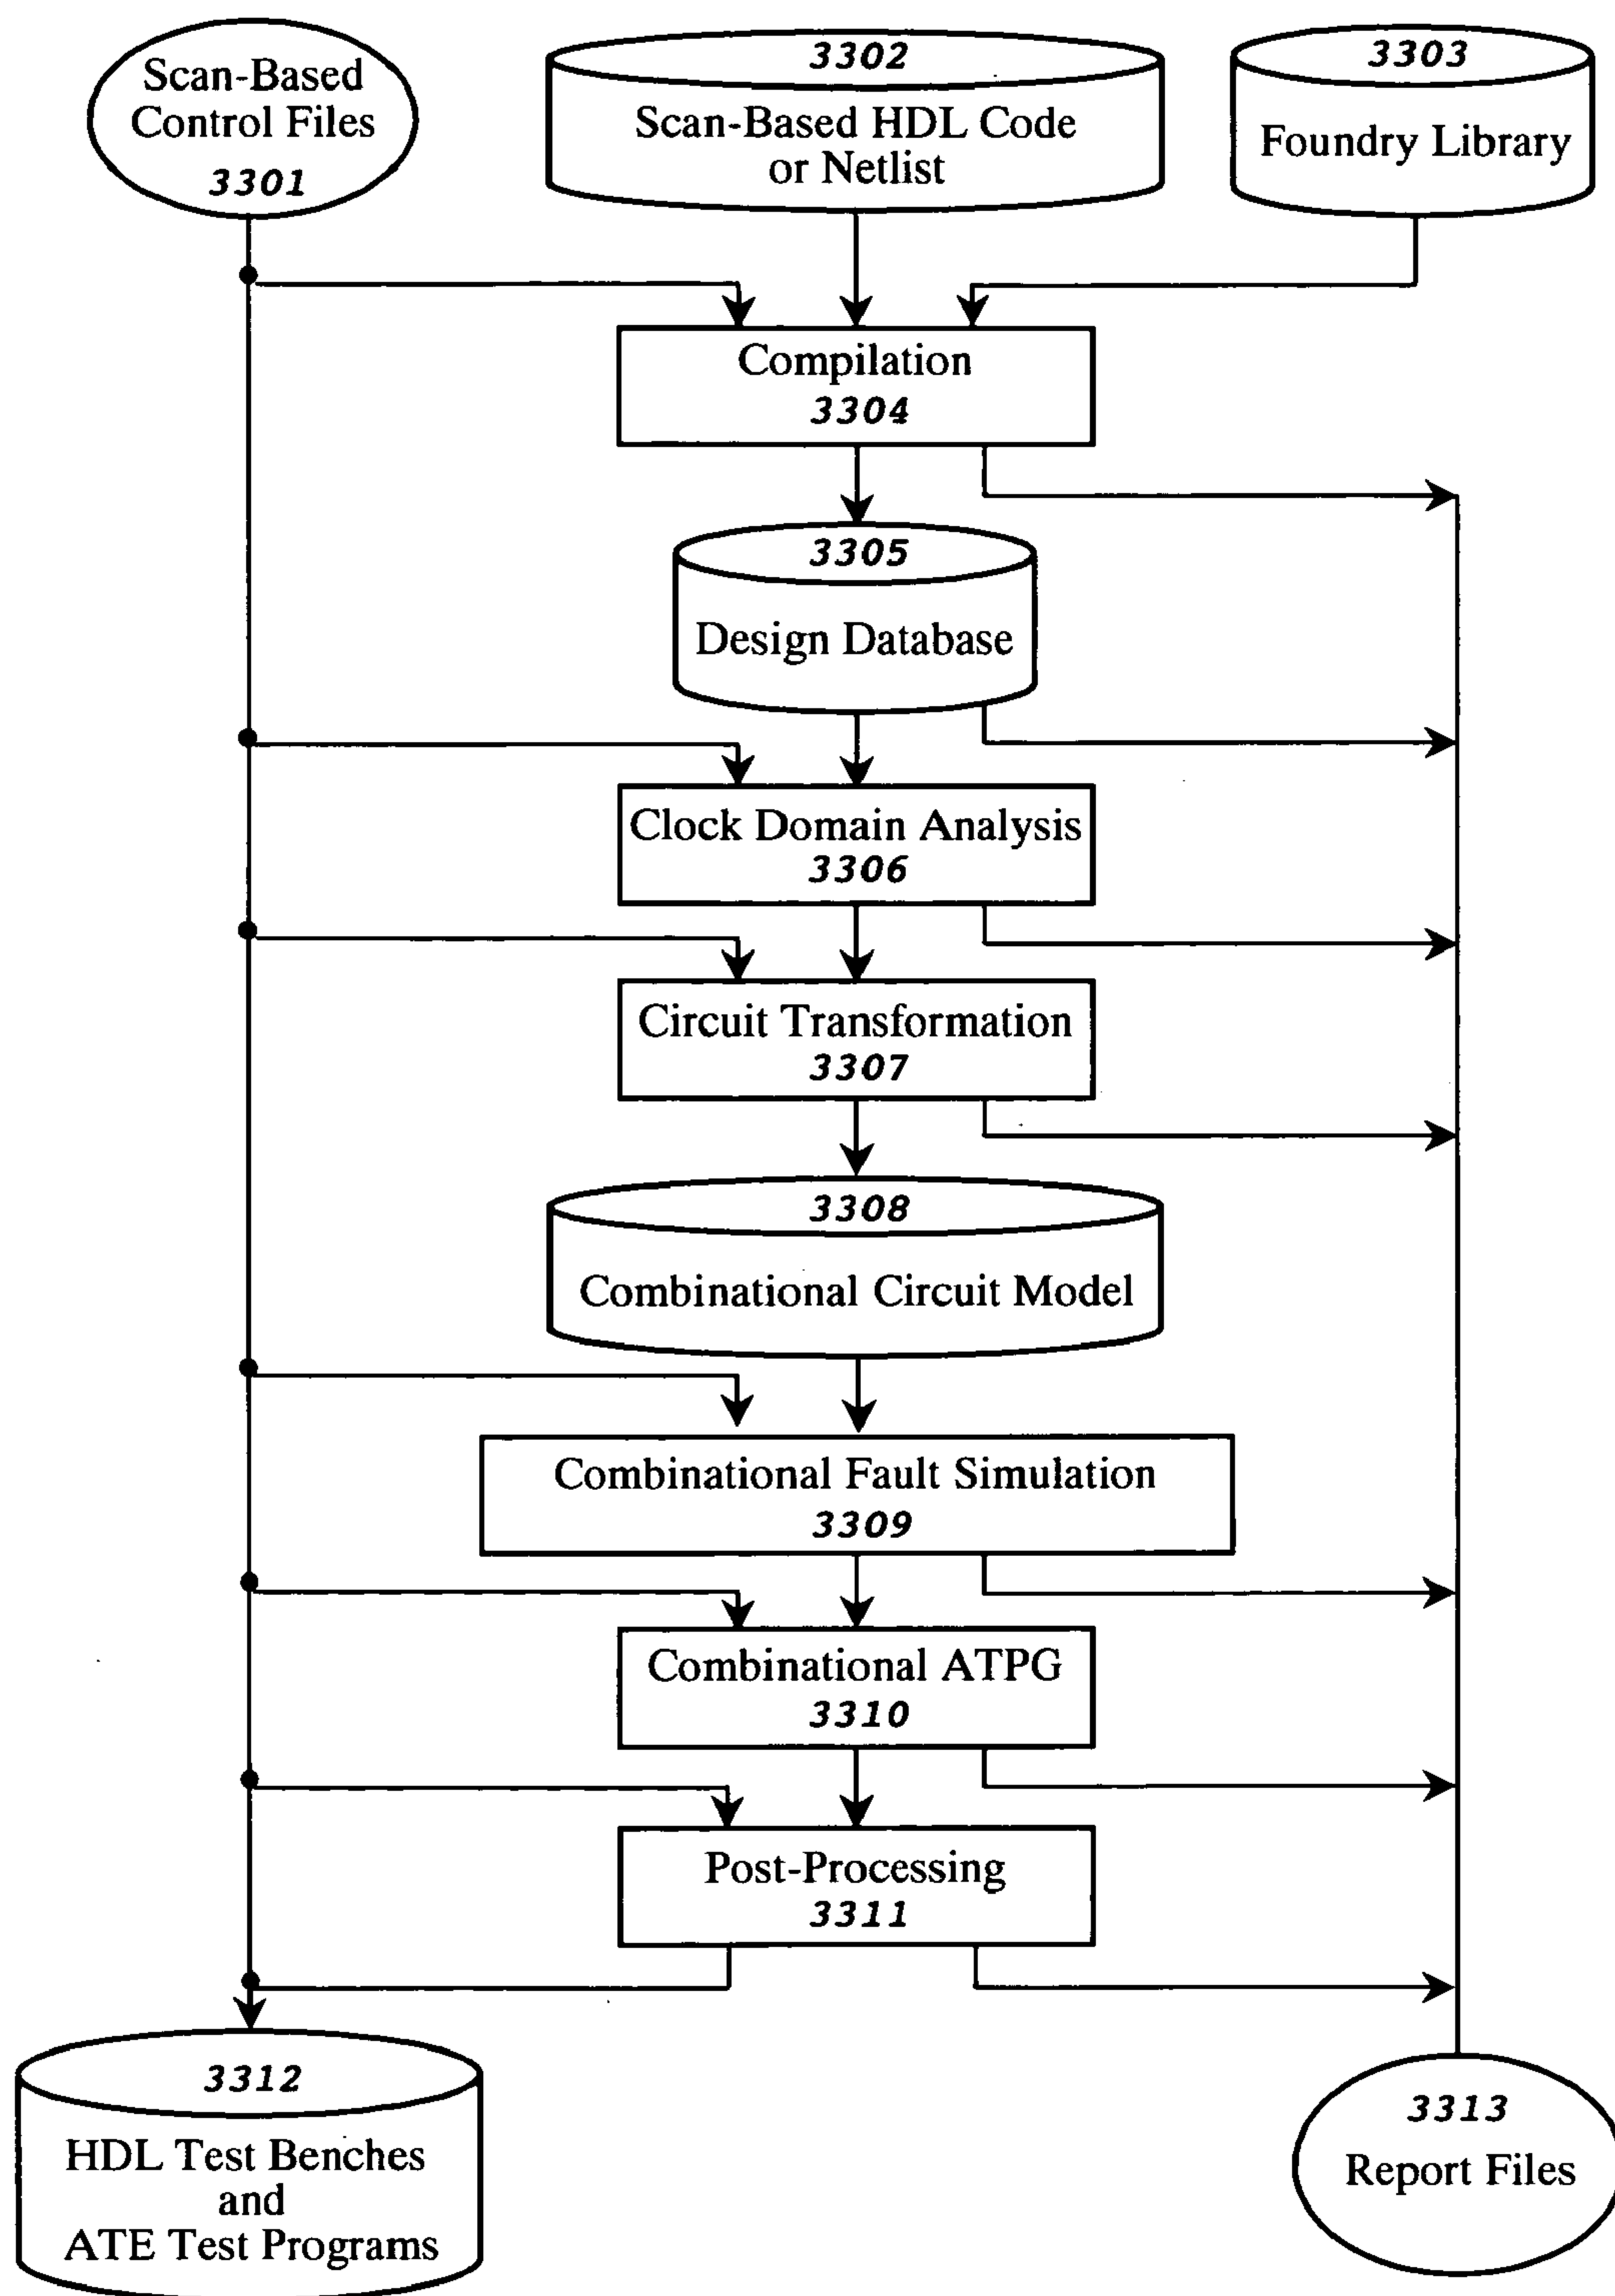 Scan-Based
Control Files
3301
3302
Scan-Based HDL Code
or Netlist
3303
Foundry Library
Compilation
3304
3305
Design Database
Clock Domain Analysis
3306
Circuit Transformation
3307
3308
Combinational Circuit Model
Combinational Fault Simulation
3309
Combinational ATPG
3310
Post-Processing
3311
3312
HDL Test Benches
and
ATE Test Programs
3313
Report Files